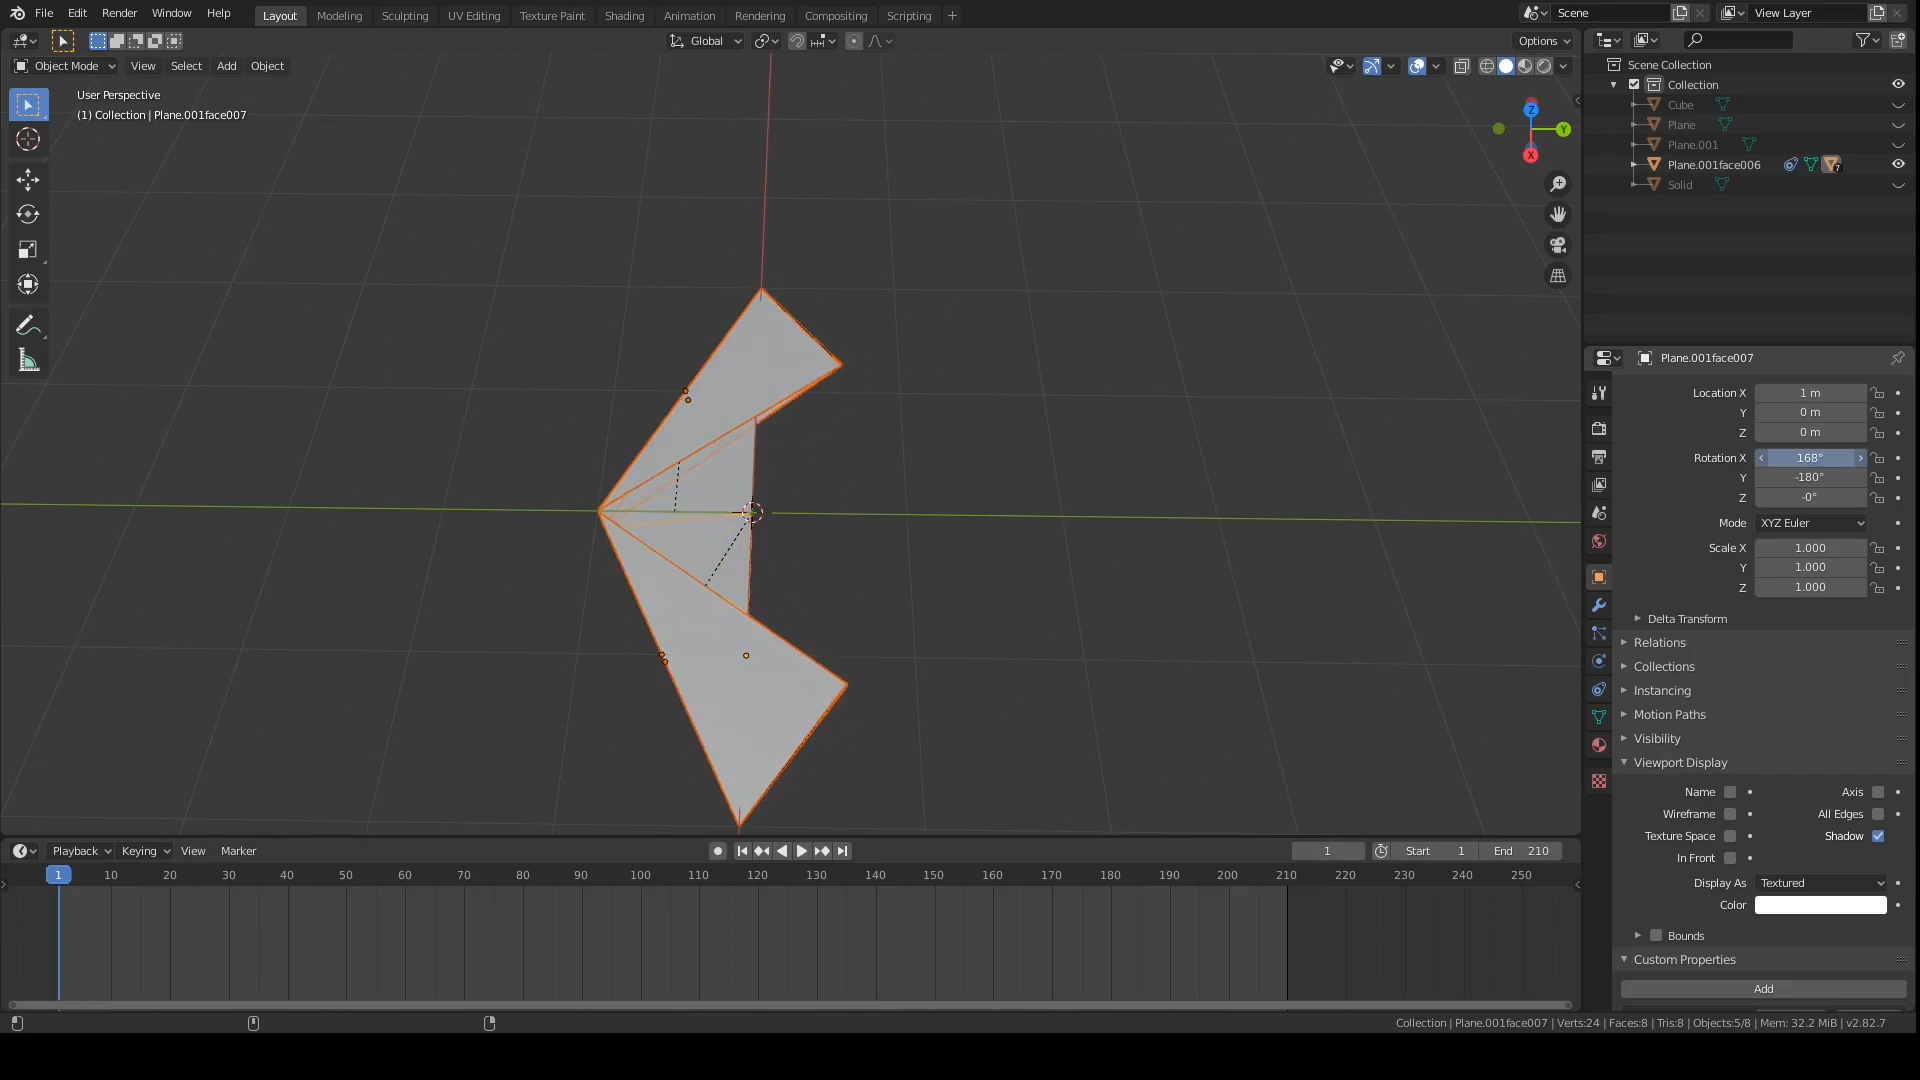 File Edit Render Window Help Layout Modeling Sculpting UV Editing Texture Paint Shading Animation Rendering Compositing Scripting + Scene View Layer
Global Options
Object Mode View Select Add Object
User Perspective
(1) Collection | Plane.001face007
Z
Y
X
Scene Collection
Collection
Cube
Plane
Plane.001
Plane.001face006 7
Solid
Plane.001face007
Location X 1 m
Y 0 m
Z 0 m
Rotation X 168°
Y -180°
Z -0°
Mode XYZ Euler
Scale X 1.000
Y 1.000
Z 1.000
Delta Transform
Relations
Collections
Instancing
Motion Paths
Visibility
Viewport Display
Name Axis
Wireframe All Edges
Texture Space Shadow
In Front
Display As Textured
Color
Bounds
Custom Properties
Add
Playback Keying View Marker 1 Start 1 End 210
1 10 20 30 40 50 60 70 80 90 100 110 120 130 140 150 160 170 180 190 200 210 220 230 240 250
Collection | Plane.001face007 | Verts:24 | Faces:8 | Tris:8 | Objects:5/8 | Mem: 32.2 MiB | v2.82.7